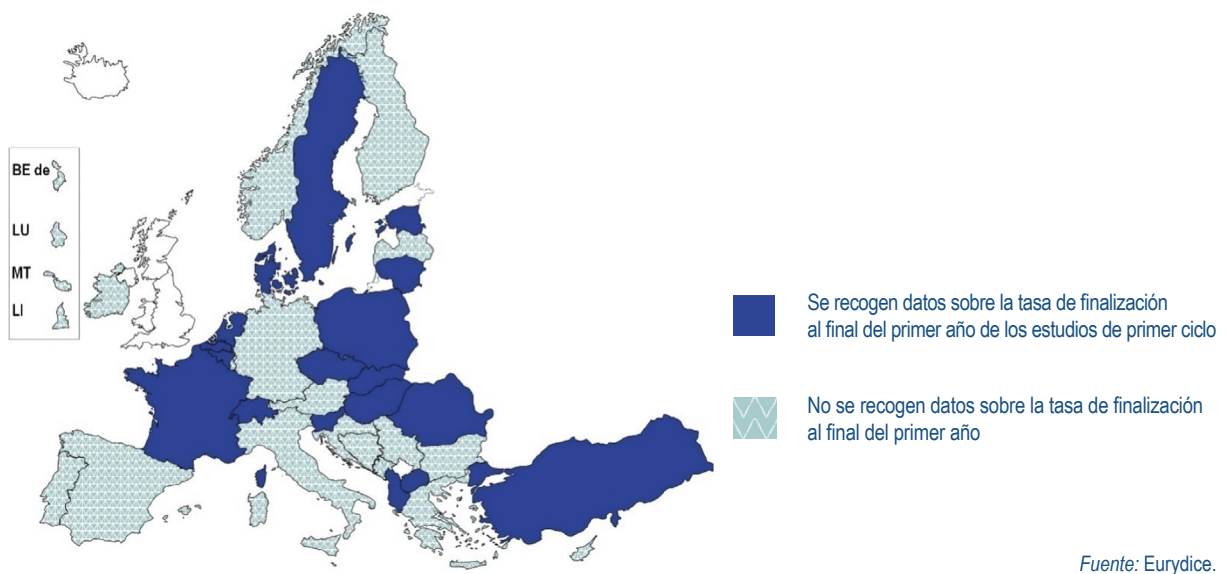 BE de
LU
MT
LI
Se recogen datos sobre la tasa de finalización
al final del primer año de los estudios de primer ciclo
No se recogen datos sobre la tasa de finalización
al final del primer año
Fuente: Eurydice.